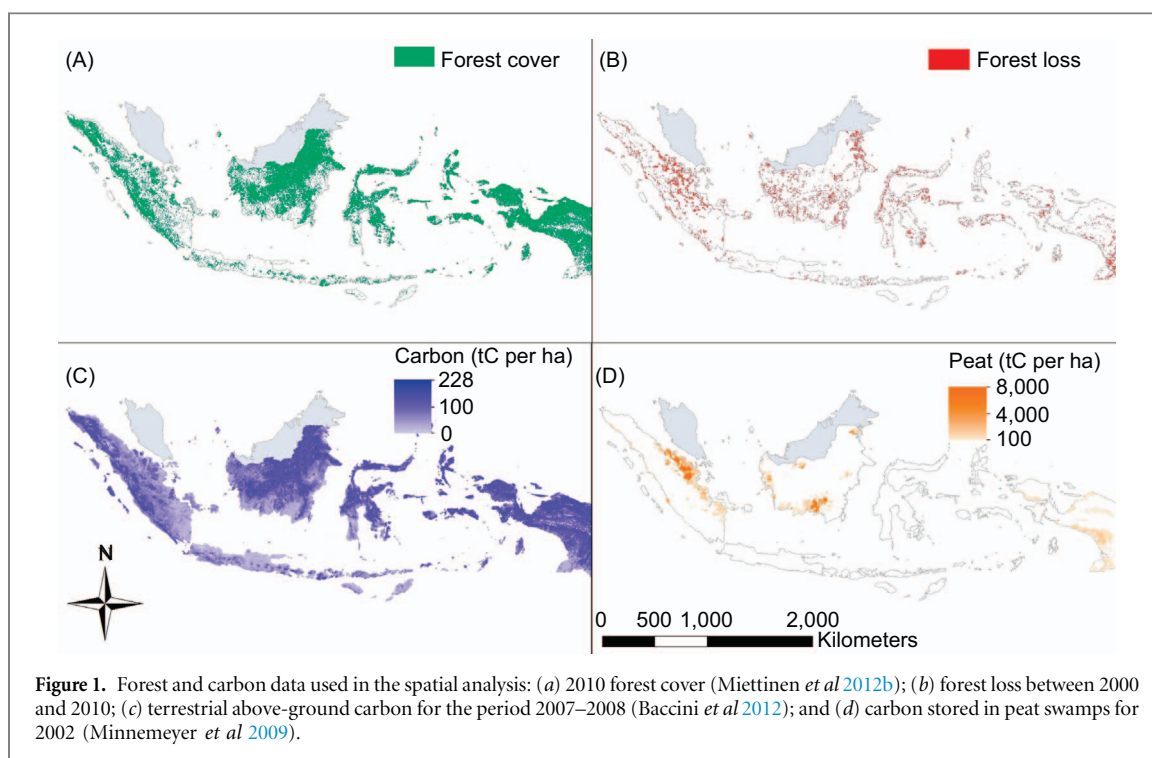 (A)
Forest cover
(B)
Forest loss
(C)
Carbon (tC per ha)
228
100
0
N
(D)
Peat (tC per ha)
8,000
4,000
100
0 500 1,000 2,000
Kilometers
Figure 1. Forest and carbon data used in the spatial analysis: (a) 2010 forest cover (Miettinen et al 2012b); (b) forest loss between 2000
and 2010; (c) terrestrial above-ground carbon for the period 2007–2008 (Baccini et al 2012); and (d) carbon stored in peat swamps for
2002 (Minnemeyer et al 2009).